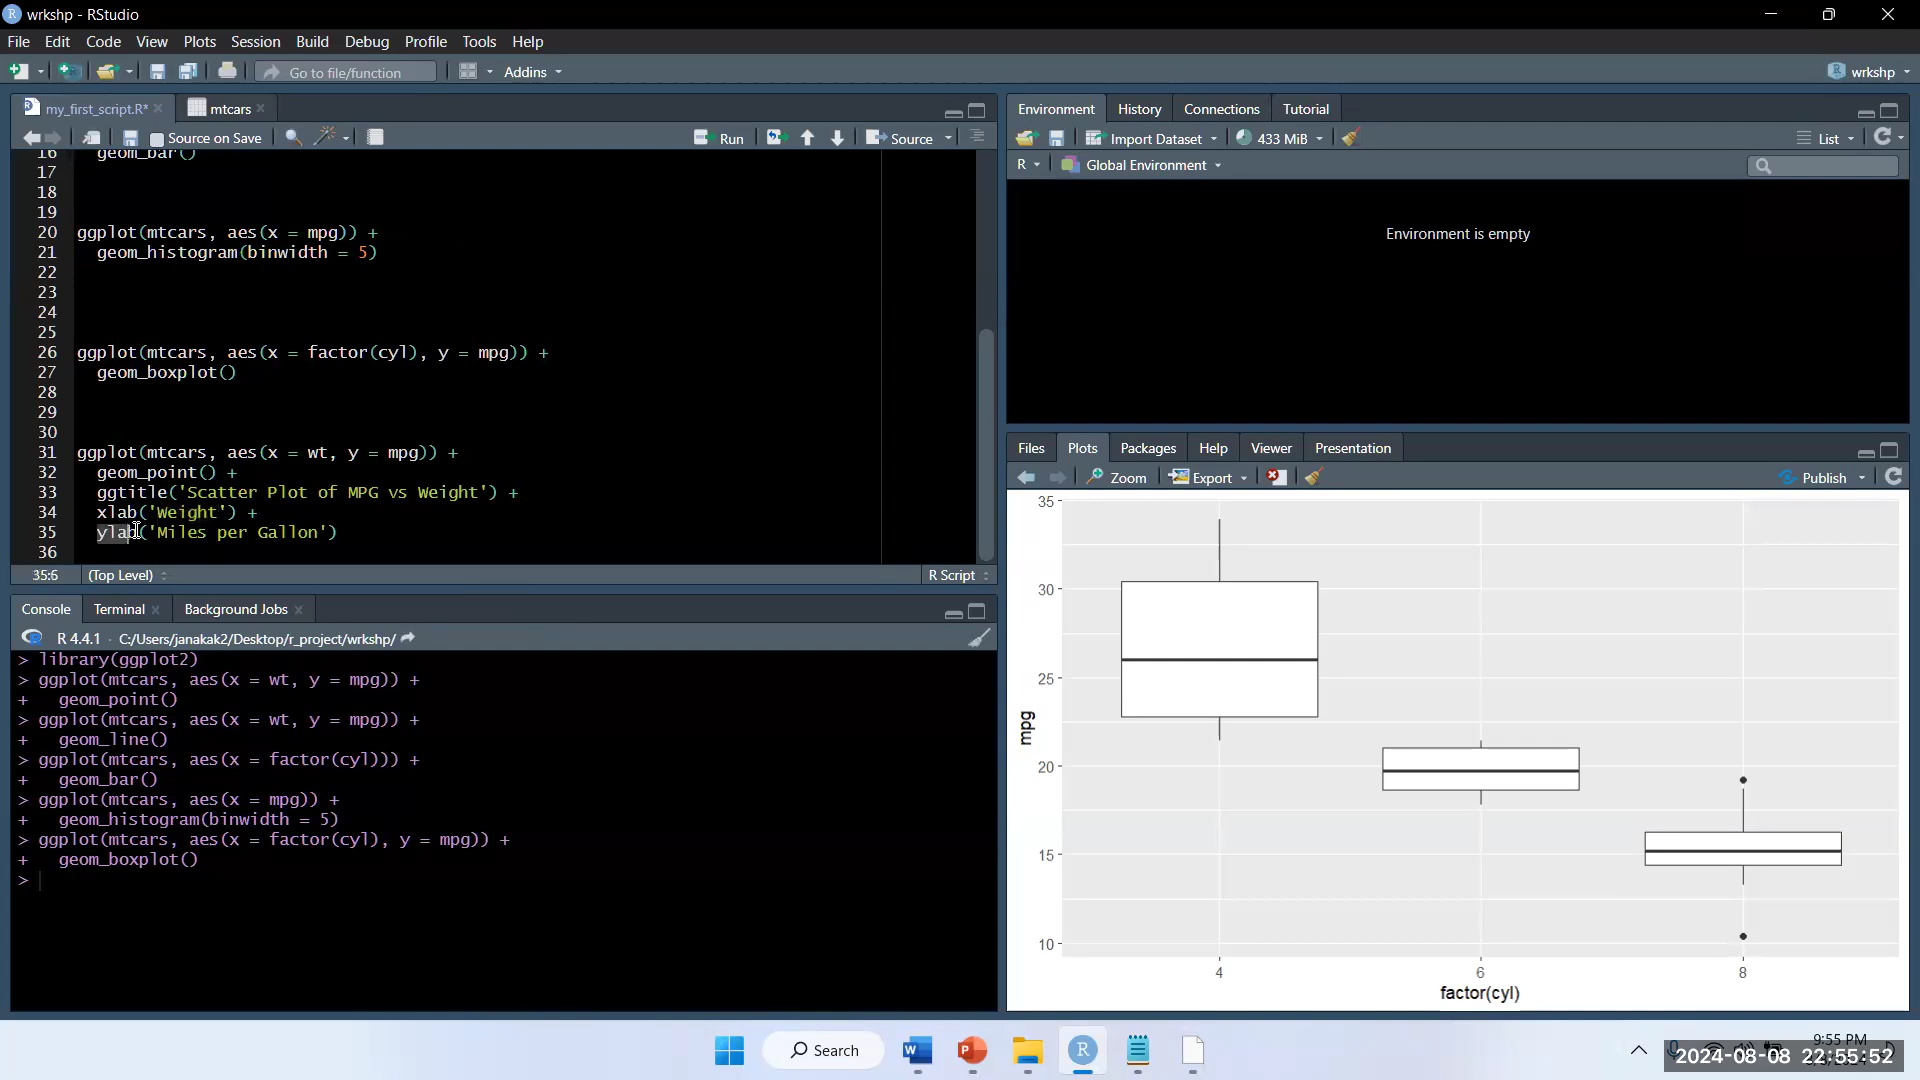 wrkshp - RStudio
File Edit Code View Plots Session Build Debug Profile Tools Help
Go to file/function
Addins
wrkshp
my_first_script.R*
mtcars
Source on Save
Run
Source
16 geom_bar()
17
18
19
20 ggplot(mtcars, aes(x = mpg)) +
21 geom_histogram(binwidth = 5)
22
23
24
25
26 ggplot(mtcars, aes(x = factor(cyl), y = mpg)) +
27 geom_boxplot()
28
29
30
31 ggplot(mtcars, aes(x = wt, y = mpg)) +
32 geom_point() +
33 ggtitle('Scatter Plot of MPG vs Weight') +
34 xlab('Weight') +
35 ylab('Miles per Gallon')
36
35:6 (Top Level) R Script
Console Terminal Background Jobs
R 4.4.1 · C:/Users/janakak2/Desktop/r_project/wrkshp/
> library(ggplot2)
> ggplot(mtcars, aes(x = wt, y = mpg)) +
+ geom_point()
> ggplot(mtcars, aes(x = wt, y = mpg)) +
+ geom_line()
> ggplot(mtcars, aes(x = factor(cyl))) +
+ geom_bar()
> ggplot(mtcars, aes(x = mpg)) +
+ geom_histogram(binwidth = 5)
> ggplot(mtcars, aes(x = factor(cyl), y = mpg)) +
+ geom_boxplot()
>
Environment History Connections Tutorial
Import Dataset 433 MiB List
R Global Environment
Environment is empty
Files Plots Packages Help Viewer Presentation
Zoom Export Publish
35
30
25
20
15
10
mpg
4 6 8
factor(cyl)
Search
9:55 PM
2024-08-08 22:55:52